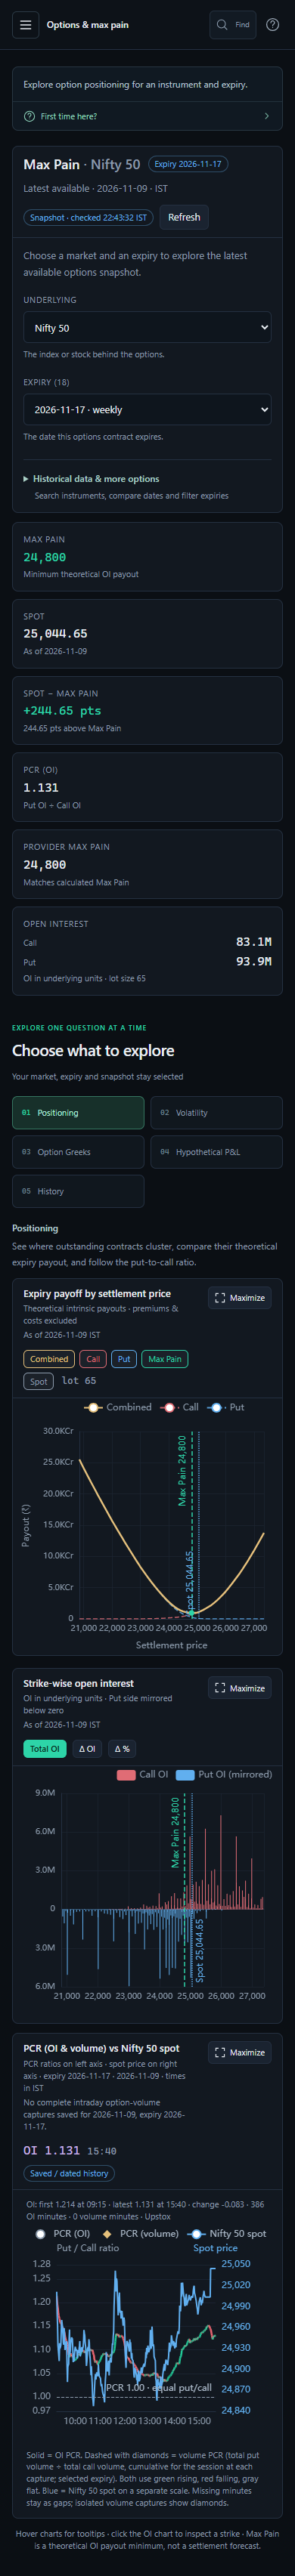 Options & max pain
Find
Explore option positioning for an instrument and expiry.
First time here?
Max Pain · Nifty 50
Expiry 2026-11-17
Latest available · 2026-11-09 · IST
Snapshot · checked 22:43:32 IST
Refresh
Choose a market and an expiry to explore the latest
available options snapshot.
UNDERLYING
Nifty 50
The index or stock behind the options.
EXPIRY (18)
2026-11-17 · weekly
The date this options contract expires.
Historical data & more options
Search instruments, compare dates and filter expiries
MAX PAIN
24,800
Minimum theoretical OI payout
SPOT
25,044.65
As of 2026-11-09
SPOT − MAX PAIN
+244.65 pts
244.65 pts above Max Pain
PCR (OI)
1.131
Put OI ÷ Call OI
PROVIDER MAX PAIN
24,800
Matches calculated Max Pain
OPEN INTEREST
Call 83.1M
Put 93.9M
OI in underlying units · lot size 65
EXPLORE ONE QUESTION AT A TIME
Choose what to explore
Your market, expiry and snapshot stay selected
01 Positioning
02 Volatility
03 Option Greeks
04 Hypothetical P&L
05 History
Positioning
See where outstanding contracts cluster, compare their theoretical
expiry payout, and follow the put-to-call ratio.
Expiry payoff by settlement price
Maximize
Theoretical intrinsic payouts · premiums &
costs excluded
As of 2026-11-09 IST
Combined
Call
Put
Max Pain
Spot
lot 65
Combined
Call
Put
30.0KCr
25.0KCr
20.0KCr
15.0KCr
10.0KCr
5.0KCr
0
Payout (₹)
Max Pain 24,800
Spot 25,044.65
21,000 22,000 23,000 24,000 25,000 26,000 27,000
Settlement price
Strike-wise open interest
Maximize
OI in underlying units · Put side mirrored
below zero
As of 2026-11-09 IST
Total OI
Δ OI
Δ %
Call OI
Put OI (mirrored)
9.0M
6.0M
3.0M
0
3.0M
6.0M
Max Pain 24,800
Spot 25,044.65
21,000 22,000 23,000 24,000 25,000 26,000 27,000
PCR (OI & volume) vs Nifty 50 spot
Maximize
PCR ratios on left axis · spot price on right
axis · expiry 2026-11-17 · 2026-11-09 · times
in IST
No complete intraday option-volume
captures saved for 2026-11-09, expiry 2026-
11-17.
OI 1.131 15:40
Saved / dated history
OI: first 1.214 at 09:15 · latest 1.131 at 15:40 · change -0.083 · 386
OI minutes · 0 volume minutes · Upstox
PCR (OI)
PCR (volume)
Nifty 50 spot
Put / Call ratio
Spot price
1.28
1.25
1.20
1.15
1.10
1.05
1.00
0.97
25,050
25,020
24,990
24,960
24,930
24,900
24,870
24,840
PCR 1.00 · equal put/call
10:00 11:00 12:00 13:00 14:00 15:00
Solid = OI PCR. Dashed with diamonds = volume PCR (total put
volume ÷ total call volume, cumulative for the session at each
capture; selected expiry). Both use green rising, red falling, gray
flat. Blue = Nifty 50 spot on a separate scale. Missing minutes
stay as gaps; isolated volume captures show diamonds.
Hover charts for tooltips · click the OI chart to inspect a strike · Max Pain
is a theoretical OI payout minimum, not a settlement forecast.